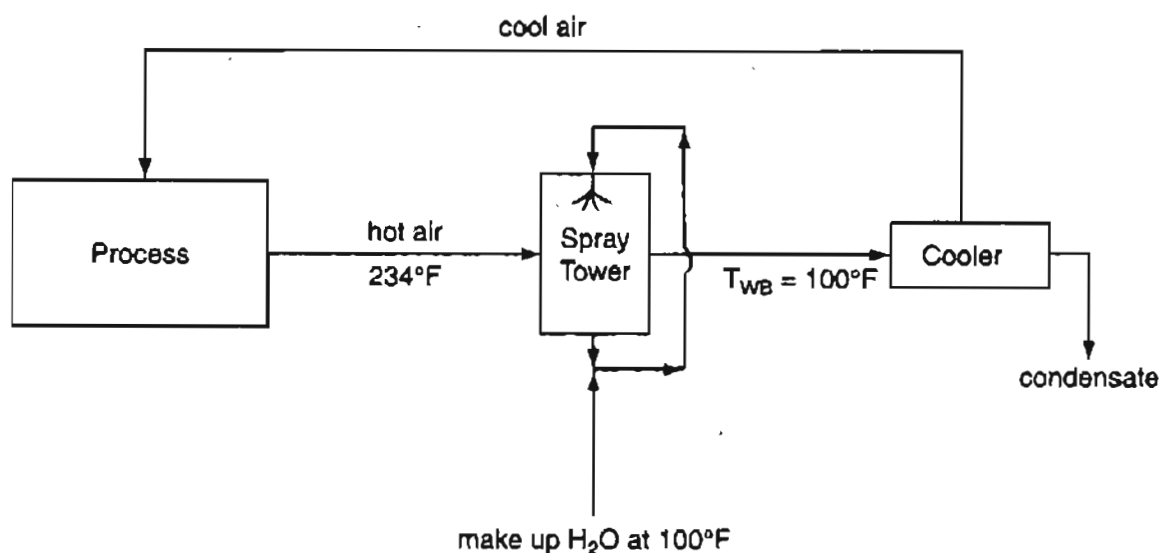 cool air
Process
hot air
234°F
Spray
Tower
T_WB = 100°F
Cooler
condensate
make up H₂O at 100°F